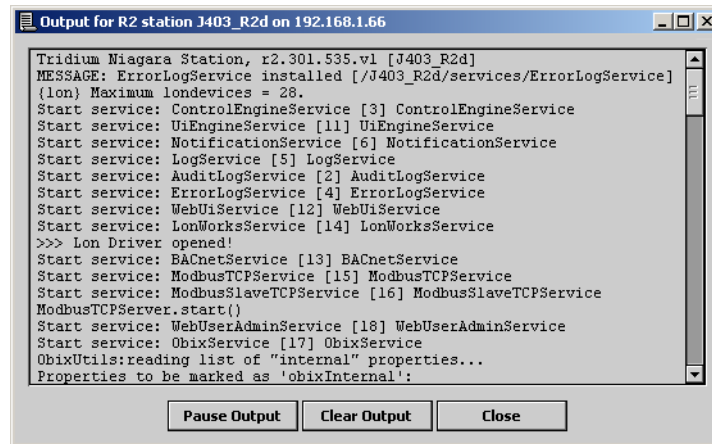 Output for R2 station J403_R2d on 192.168.1.66
Tridium Niagara Station, r2.301.535.v1 [J403_R2d]
MESSAGE: ErrorLogService installed [/J403_R2d/services/ErrorLogService]
{lon} Maximum londevices = 28.
Start service: ControlEngineService [3] ControlEngineService
Start service: UiEngineService [11] UiEngineService
Start service: NotificationService [6] NotificationService
Start service: LogService [5] LogService
Start service: AuditLogService [2] AuditLogService
Start service: ErrorLogService [4] ErrorLogService
Start service: WebUiService [12] WebUiService
Start service: LonWorksService [14] LonWorksService
>>> Lon Driver opened!
Start service: BACnetService [13] BACnetService
Start service: ModbusTCPService [15] ModbusTCPService
Start service: ModbusSlaveTCPService [16] ModbusSlaveTCPService
ModbusTCPServer.start()
Start service: WebUserAdminService [18] WebUserAdminService
Start service: ObixService [17] ObixService
ObixUtils:reading list of "internal" properties...
Properties to be marked as 'obixInternal':
Pause Output Clear Output Close